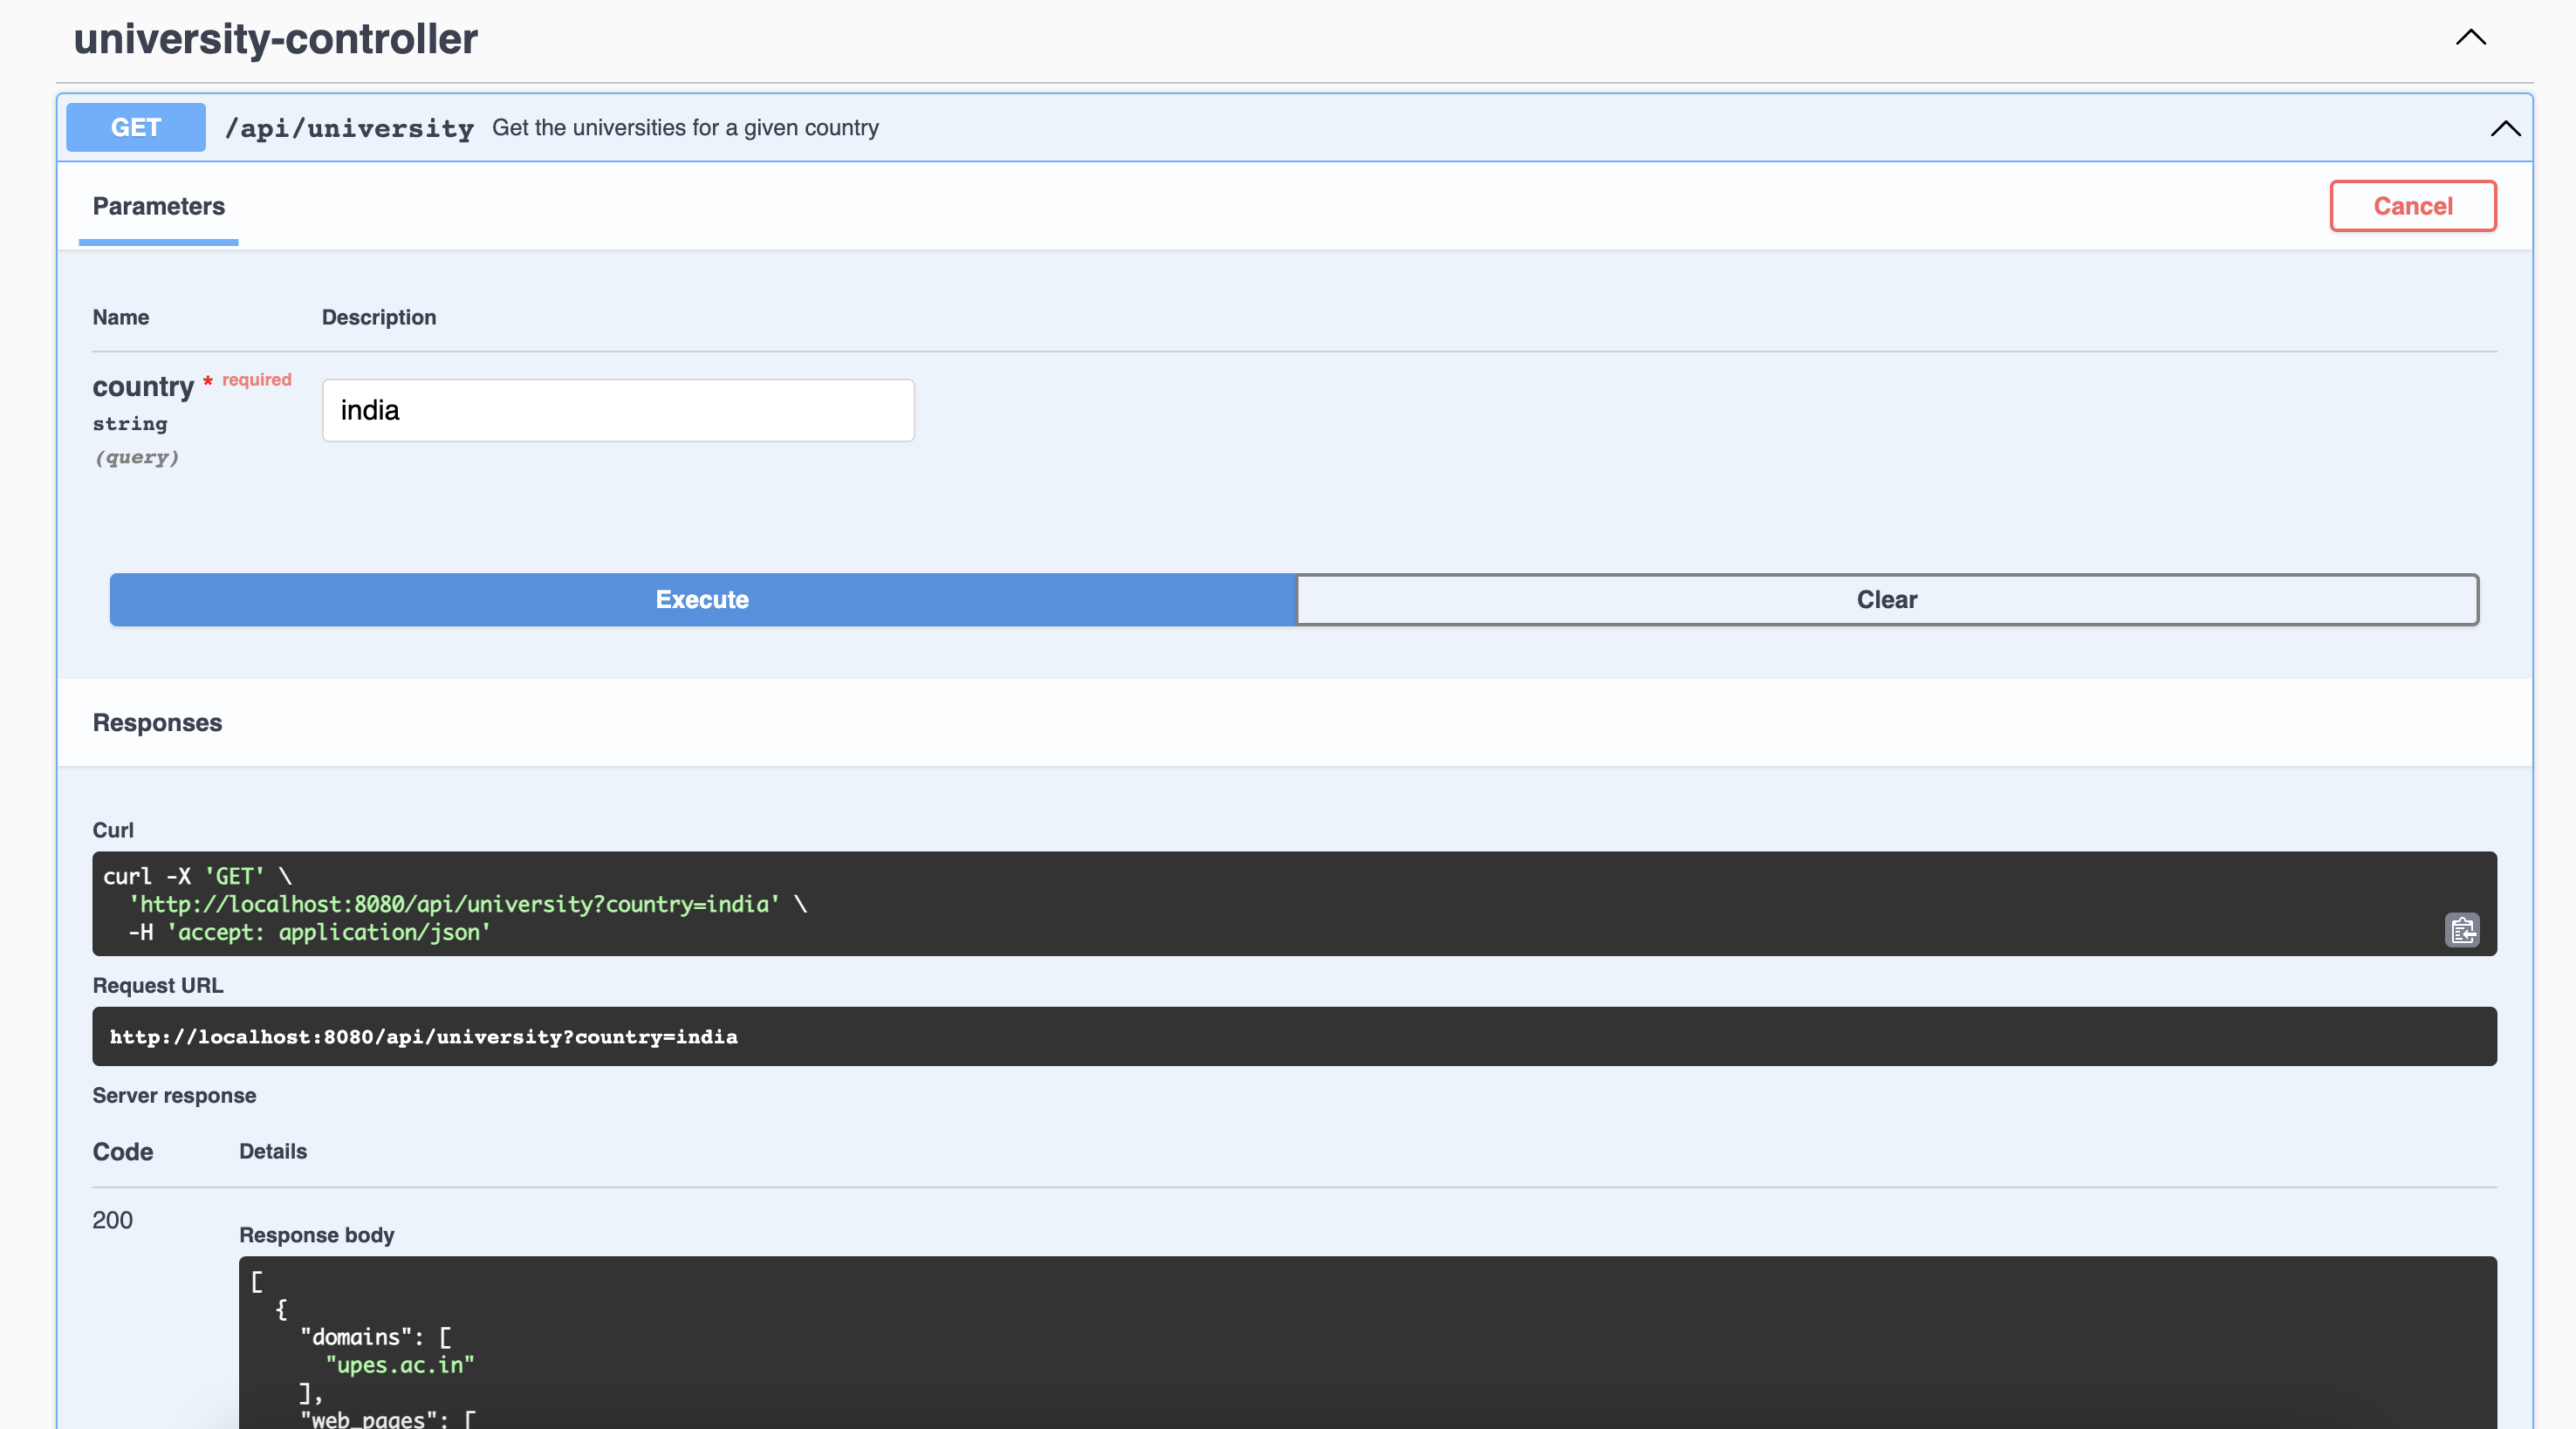 university-controller
GET /api/university Get the universities for a given country
Parameters Cancel
Name Description
country * required
string
(query)
india
Execute Clear
Responses
Curl
curl -X 'GET' \
  'http://localhost:8080/api/university?country=india' \
  -H 'accept: application/json'
Request URL
http://localhost:8080/api/university?country=india
Server response
Code Details
200
Response body
[
  {
    "domains": [
      "upes.ac.in"
    ],
    "web_pages": [